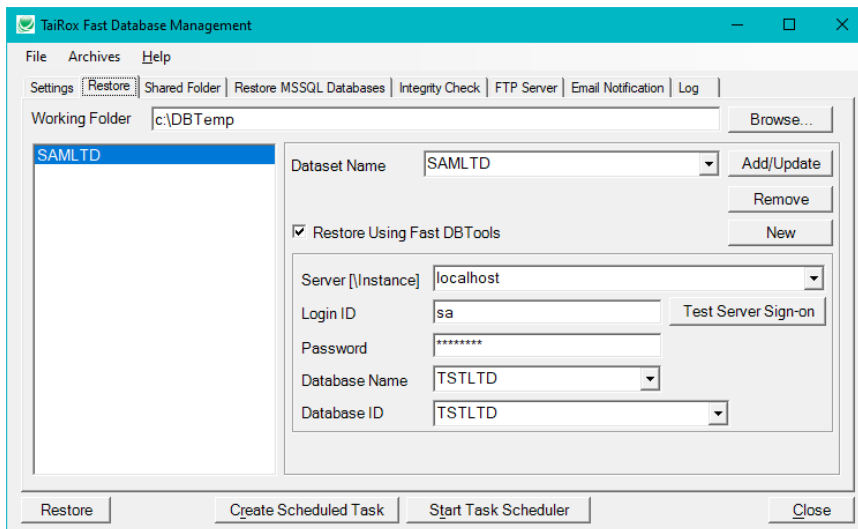 TaiRox Fast Database Management
File Archives Help
Settings Restore Shared Folder Restore MSSQL Databases Integrity Check FTP Server Email Notification Log
Working Folder c:\DBTemp Browse...
SAMLTD
Dataset Name SAMLTD Add/Update
Remove
Restore Using Fast DBTools New
Server [\Instance] localhost
Login ID sa Test Server Sign-on
Password ********
Database Name TSTLTD
Database ID TSTLTD
Restore Create Scheduled Task Start Task Scheduler Close